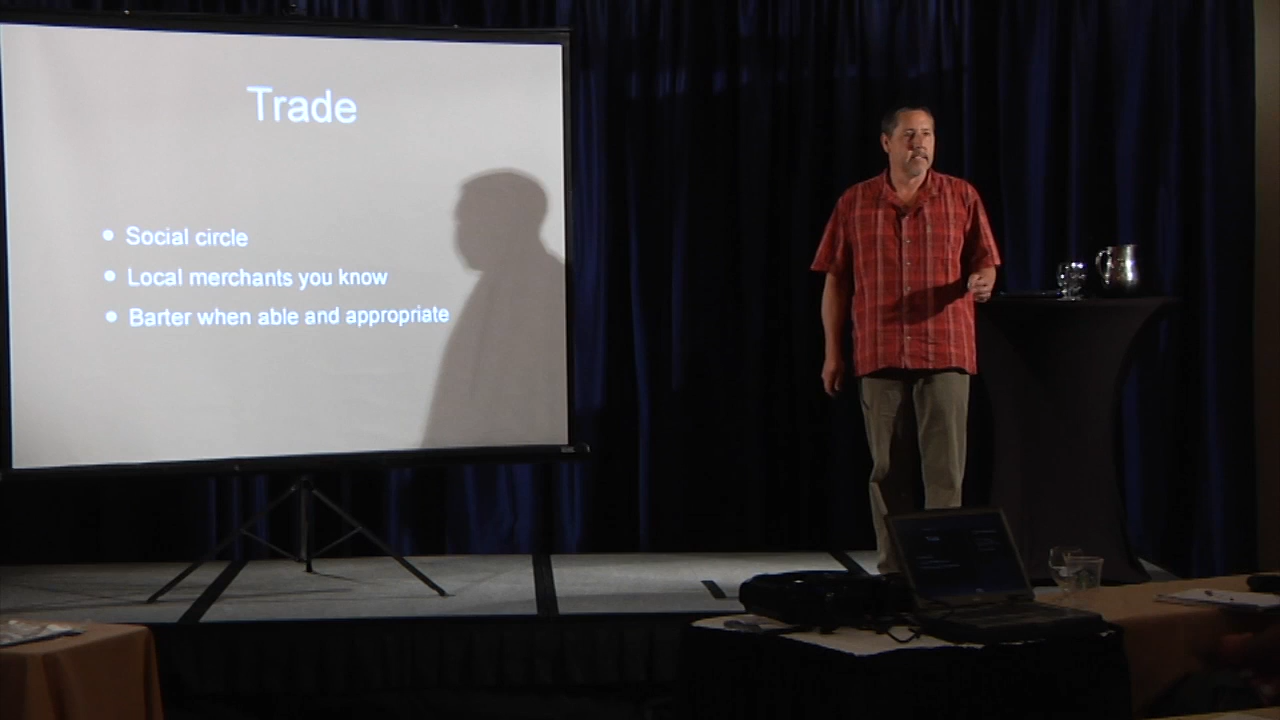 Trade
• Social circle
• Local merchants you know
• Barter when able and appropriate